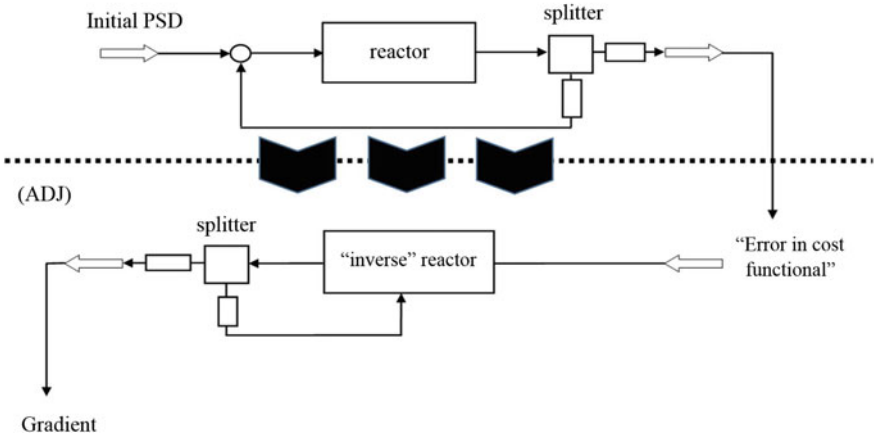 splitter
Initial PSD
reactor
(ADJ)
splitter
“inverse” reactor
“Error in cost
functional”
Gradient